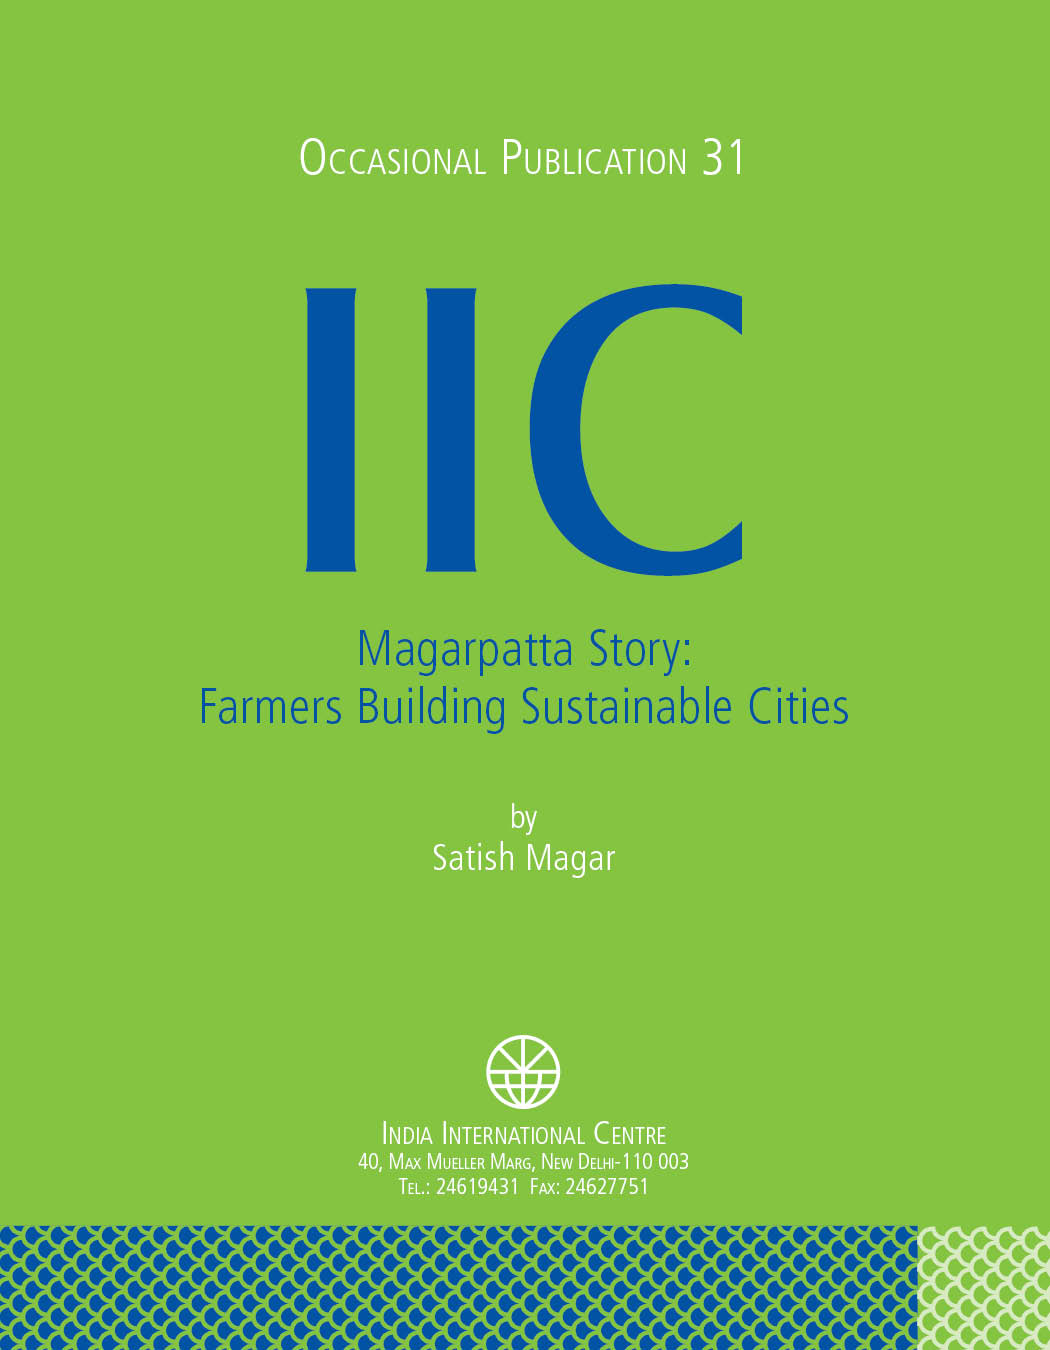 Occasional Publication 31
IIC
Magarpatta Story:
Farmers Building Sustainable Cities
by
Satish Magar
India International Centre
40, Max Mueller Marg, New Delhi-110 003
Tel.: 24619431 Fax: 24627751